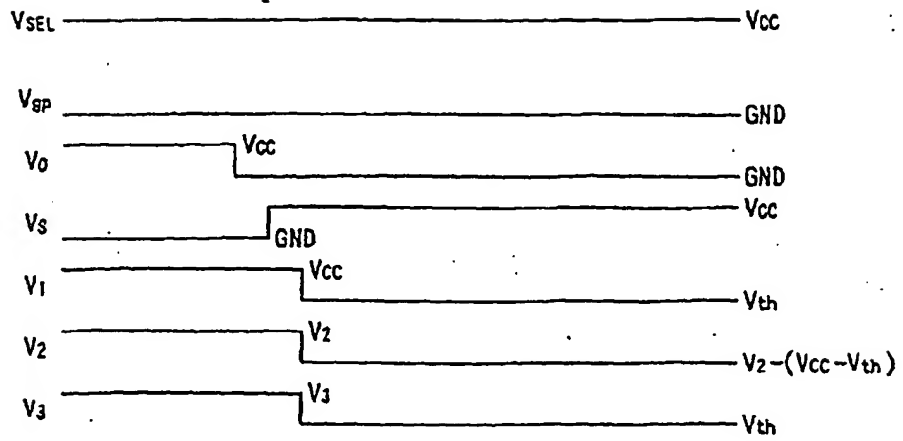 VSEL VCC
VBP GND
V0 VCC GND
VS GND VCC
V1 VCC Vth
V2 V2 V2-(VCC-Vth)
V3 V3 Vth